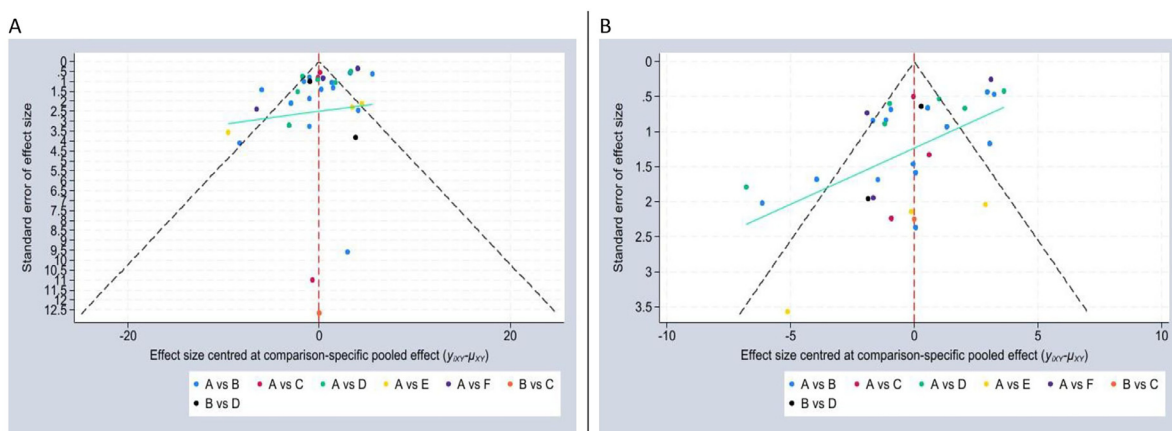 A
Standard error of effect size
0
.5
1
1.5
2
2.5
3
3.5
4
4.5
5
5.5
6
6.5
7
7.5
8
8.5
9
9.5
10
10.5
11
11.5
12
12.5
-20 0 20
Effect size centred at comparison-specific pooled effect (yiXY-μXY)
A vs B A vs C A vs D A vs E A vs F B vs C
B vs D
B
Standard error of effect size
0
.5
1
1.5
2
2.5
3
3.5
-10 -5 0 5 10
Effect size centred at comparison-specific pooled effect (yiXY-μXY)
A vs B A vs C A vs D A vs E A vs F B vs C
B vs D